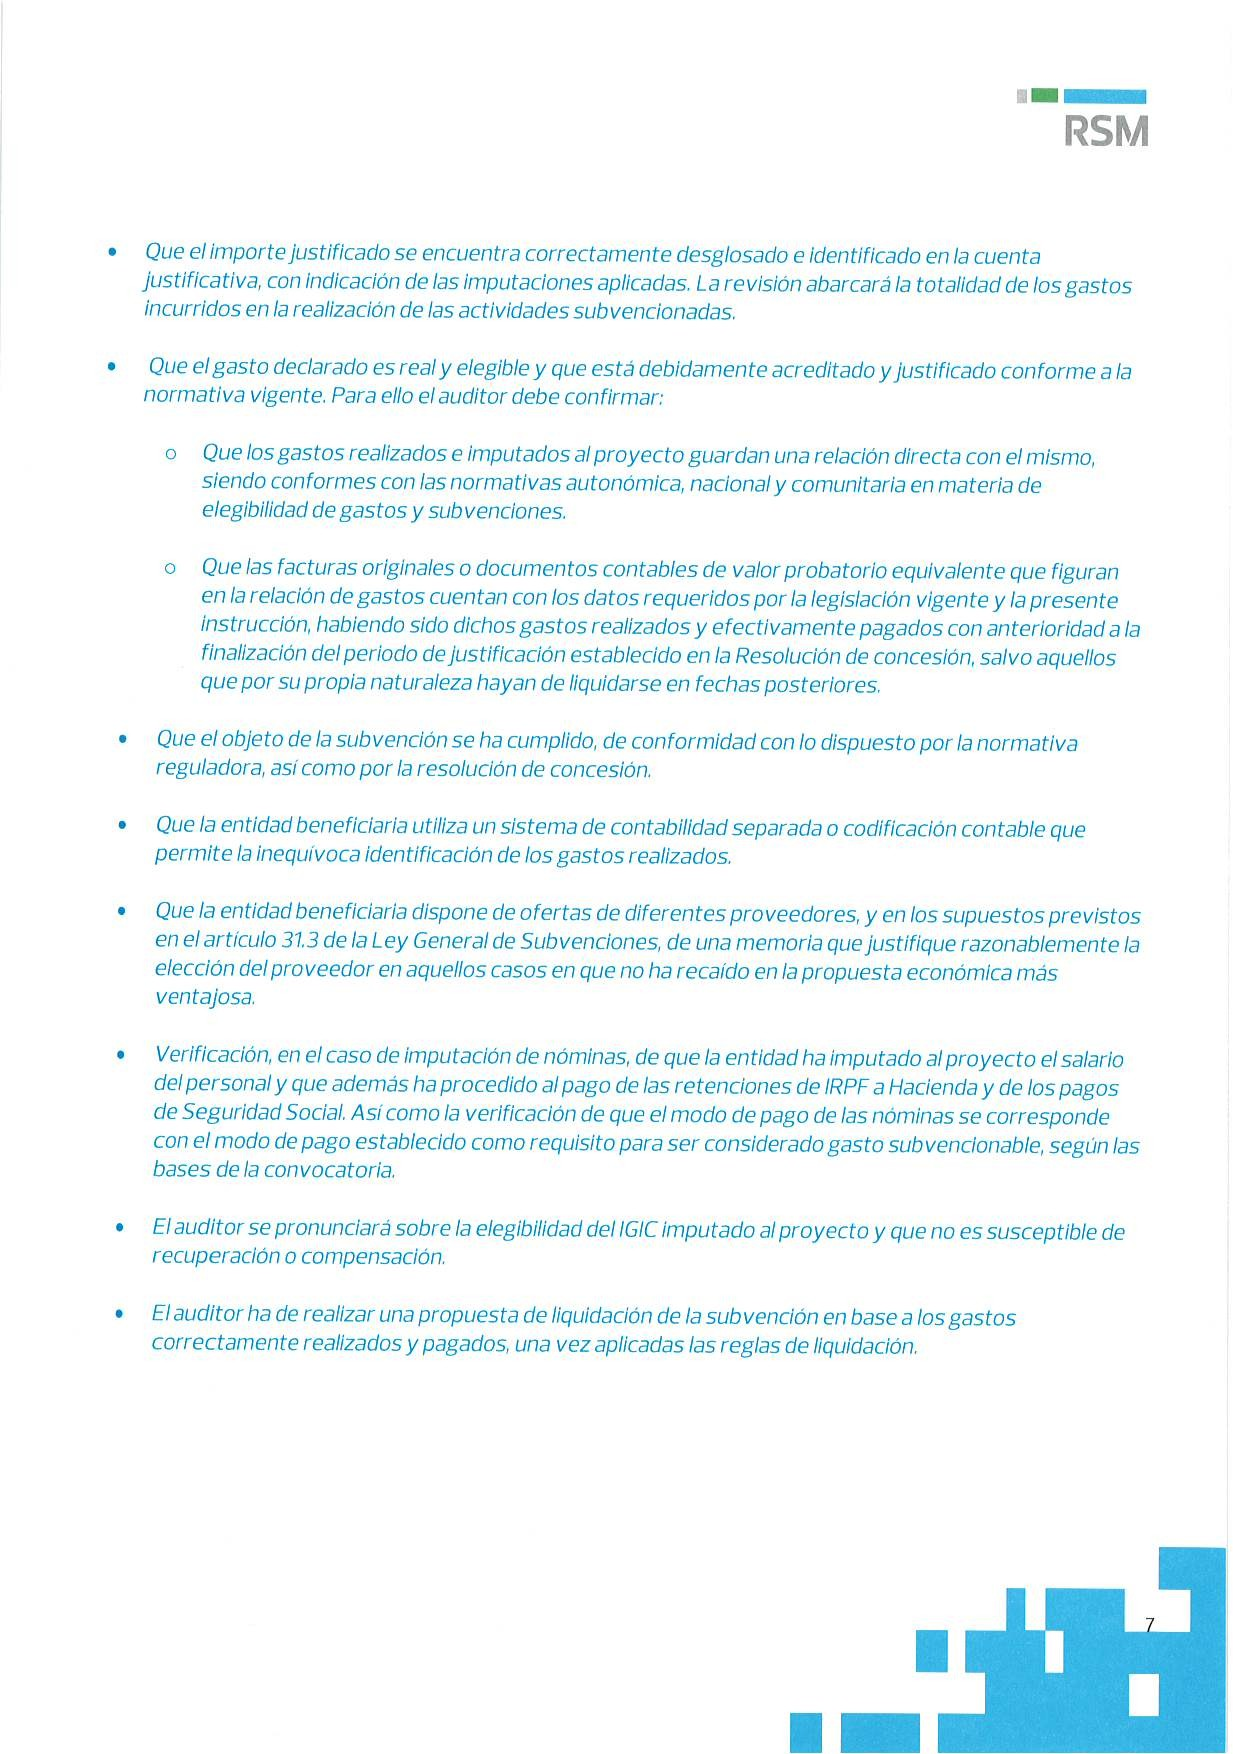 RSM
• Que el importe justificado se encuentra correctamente desglosado e identificado en la cuenta
justificativa, con indicación de las imputaciones aplicadas. La revisión abarcará la totalidad de los gastos
incurridos en la realización de las actividades subvencionadas.
• Que el gasto declarado es real y elegible y que está debidamente acreditado y justificado conforme a la
normativa vigente. Para ello el auditor debe confirmar:
o Que los gastos realizados e imputados al proyecto guardan una relación directa con el mismo,
siendo conformes con las normativas autonómica, nacional y comunitaria en materia de
elegibilidad de gastos y subvenciones.
o Que las facturas originales o documentos contables de valor probatorio equivalente que figuran
en la relación de gastos cuentan con los datos requeridos por la legislación vigente y la presente
instrucción, habiendo sido dichos gastos realizados y efectivamente pagados con anterioridad a la
finalización del periodo de justificación establecido en la Resolución de concesión, salvo aquellos
que por su propia naturaleza hayan de liquidarse en fechas posteriores.
• Que el objeto de la subvención se ha cumplido, de conformidad con lo dispuesto por la normativa
reguladora, así como por la resolución de concesión.
• Que la entidad beneficiaria utiliza un sistema de contabilidad separada o codificación contable que
permite la inequívoca identificación de los gastos realizados.
• Que la entidad beneficiaria dispone de ofertas de diferentes proveedores, y en los supuestos previstos
en el artículo 31.3 de la Ley General de Subvenciones, de una memoria que justifique razonablemente la
elección del proveedor en aquellos casos en que no ha recaído en la propuesta económica más
ventajosa.
• Verificación, en el caso de imputación de nóminas, de que la entidad ha imputado al proyecto el salario
del personal y que además ha procedido al pago de las retenciones de IRPF a Hacienda y de los pagos
de Seguridad Social. Así como la verificación de que el modo de pago de las nóminas se corresponde
con el modo de pago establecido como requisito para ser considerado gasto subvencionable, según las
bases de la convocatoria.
• El auditor se pronunciará sobre la elegibilidad del IGIC imputado al proyecto y que no es susceptible de
recuperación o compensación.
• El auditor ha de realizar una propuesta de liquidación de la subvención en base a los gastos
correctamente realizados y pagados, una vez aplicadas las reglas de liquidación.
7